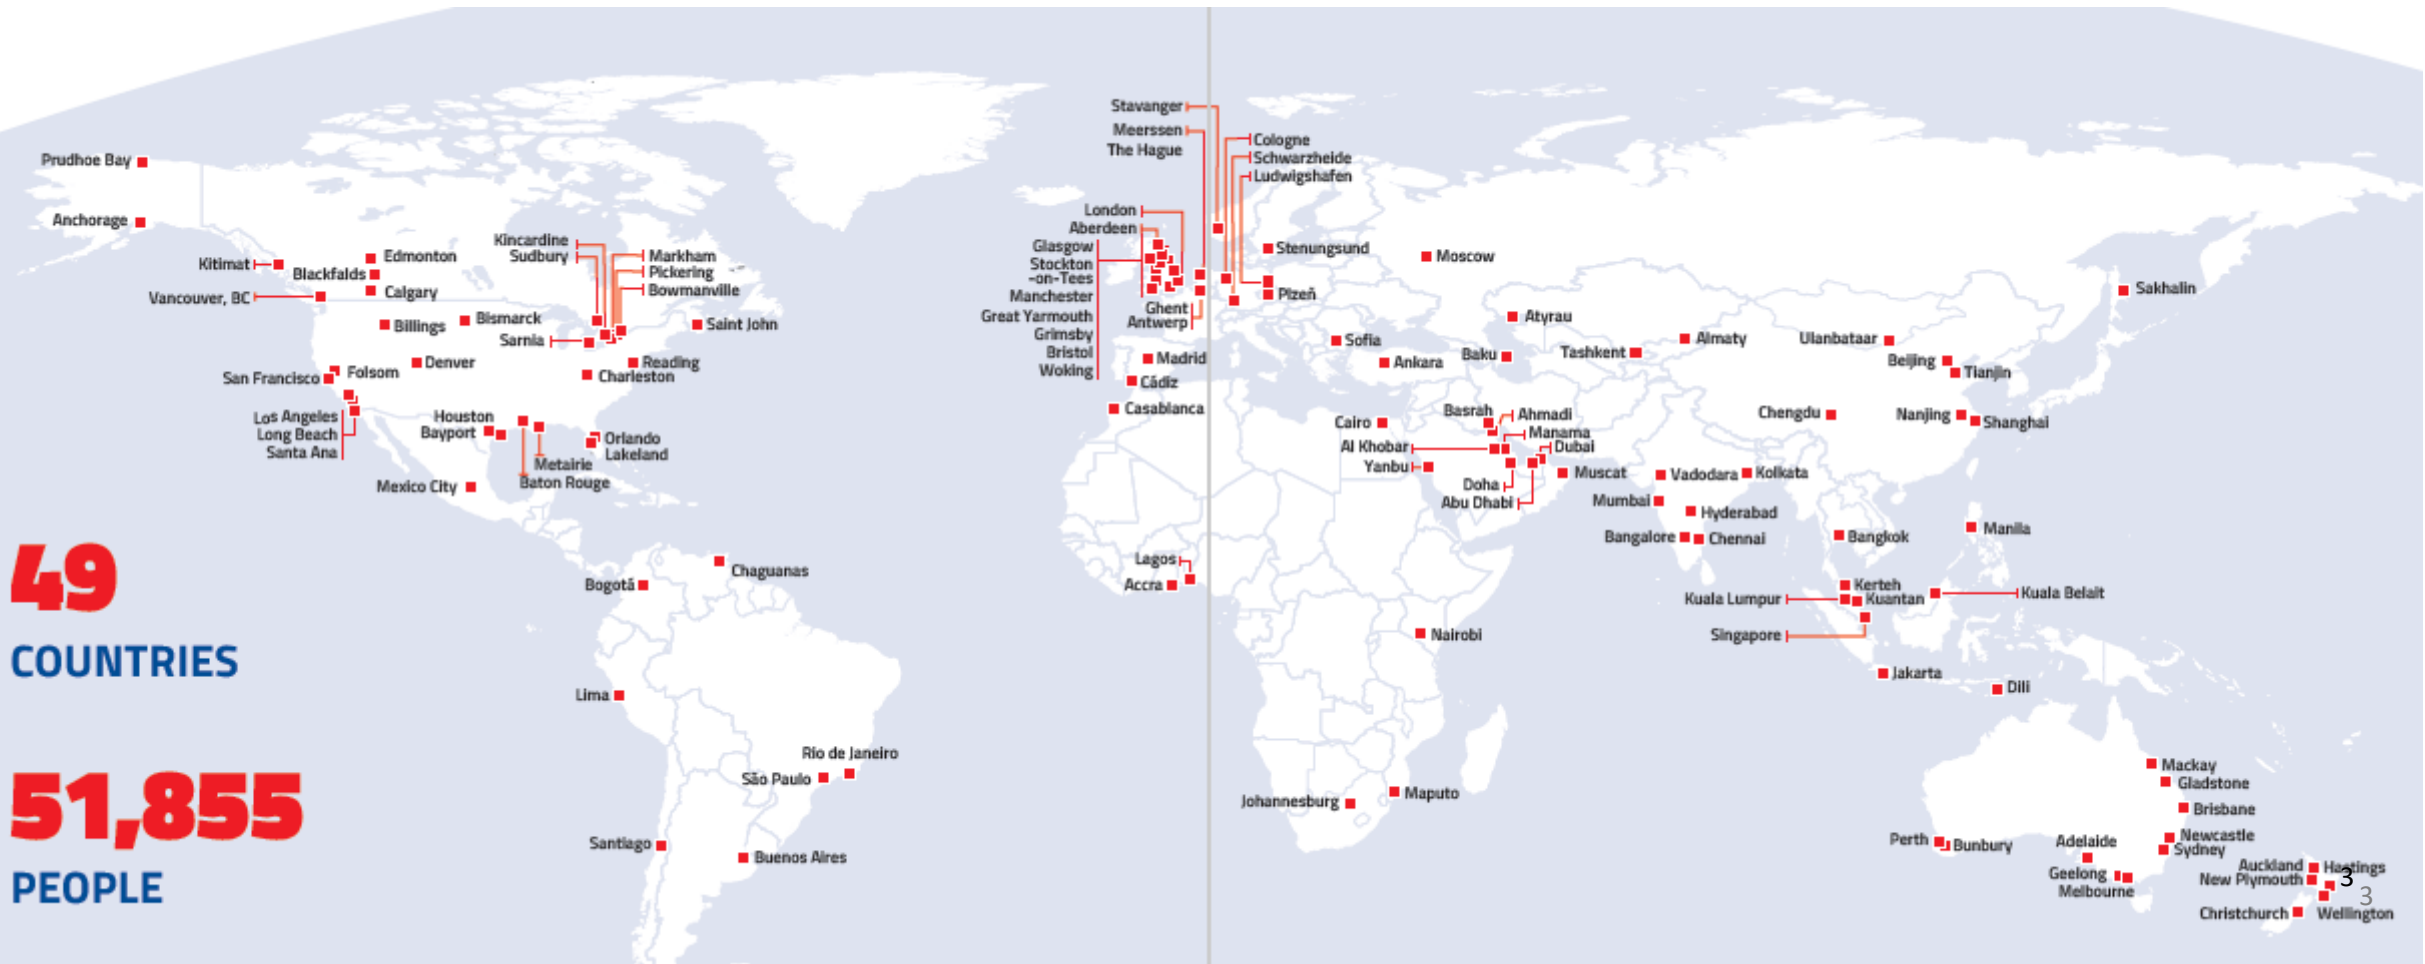 Prudhoe Bay
Anchorage
Kitimat
Vancouver, BC
Edmonton
Blackfalds
Calgary
Billings
Bismarck
Kincardine
Sudbury
Markham
Pickering
Bowmanville
Saint John
Sarnia
Reading
Charleston
Denver
Folsom
San Francisco
Los Angeles
Long Beach
Santa Ana
Houston
Bayport
Orlando
Lakeland
Metairie
Baton Rouge
Mexico City
49
COUNTRIES
51,855
PEOPLE
Chaguanas
Bogotá
Lima
Rio de Janeiro
São Paulo
Santiago
Buenos Aires
Stavanger
Meerssen
The Hague
Cologne
Schwarzheide
Ludwigshafen
London
Aberdeen
Glasgow
Stockton
-on-Tees
Manchester
Great Yarmouth
Grimsby
Bristol
Woking
Ghent
Antwerp
Stenungsund
Plzeň
Moscow
Madrid
Cádiz
Casablanca
Sofia
Ankara
Baku
Atyrau
Tashkent
Almaty
Ulanbataar
Beijing
Tianjin
Sakhalin
Chengdu
Nanjing
Shanghai
Cairo
Basrah
Ahmadi
Manama
Al Khobar
Dubai
Yanbu
Doha
Abu Dhabi
Muscat
Vadodara
Kolkata
Mumbai
Hyderabad
Bangalore
Chennai
Bangkok
Manila
Lagos
Accra
Nairobi
Kerteh
Kuala Lumpur
Kuantan
Kuala Belait
Singapore
Jakarta
Dili
Johannesburg
Maputo
Mackay
Gladstone
Brisbane
Newcastle
Sydney
Perth
Bunbury
Adelaide
Geelong
Melbourne
Auckland
Hastings
New Plymouth
Christchurch
Wellington
3
3